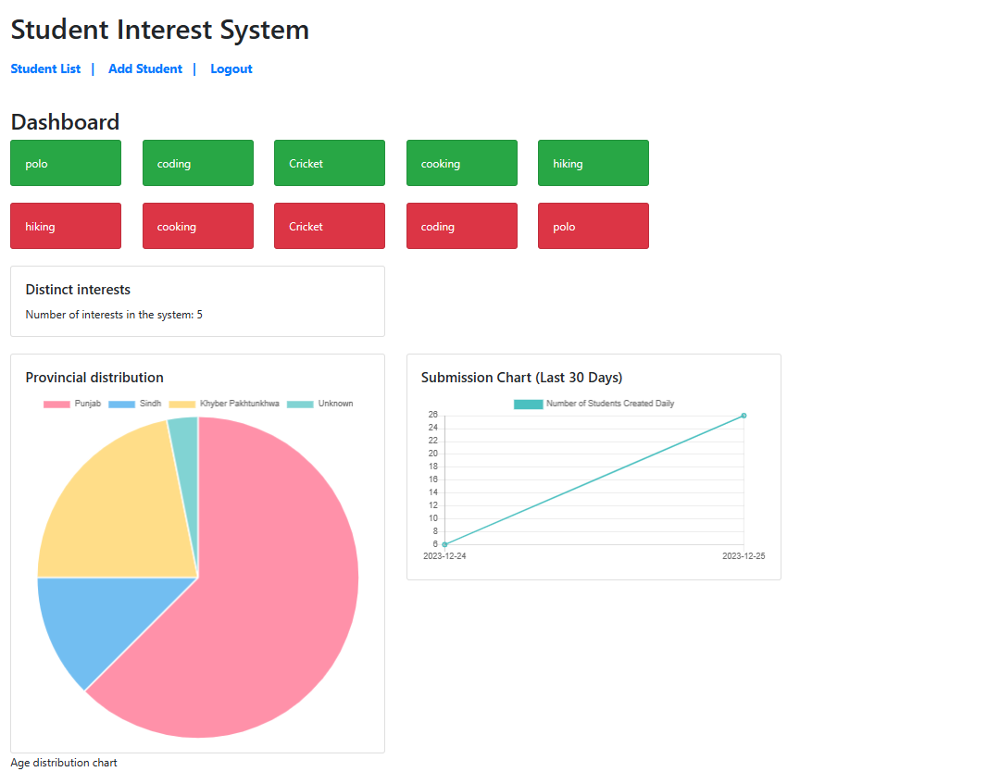 Student Interest System
Student List | Add Student | Logout
Dashboard
polo coding Cricket cooking hiking
hiking cooking Cricket coding polo
Distinct interests
Number of interests in the system: 5
Provincial distribution
Punjab Sindh Khyber Pakhtunkhwa Unknown
Submission Chart (Last 30 Days)
Number of Students Created Daily
26
24
22
20
18
16
14
12
10
8
6
2023-12-24 2023-12-25
Age distribution chart